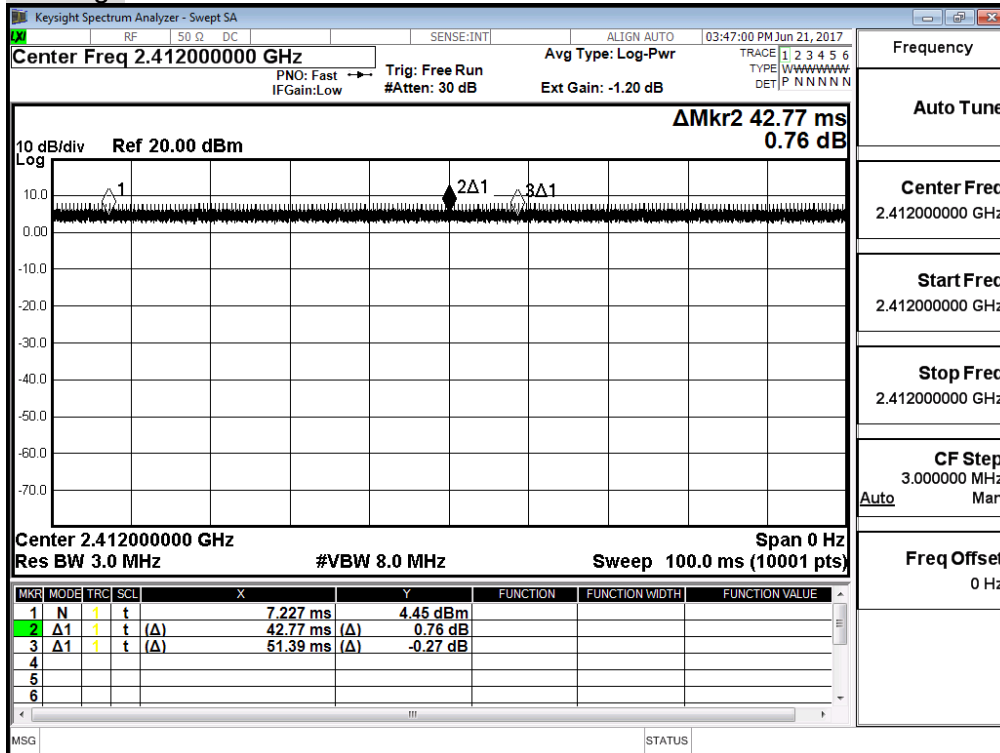 Keysight Spectrum Analyzer - Swept SA
LXI RF 50 Ω DC SENSE:INT ALIGN AUTO 03:47:00 PM Jun 21, 2017
Center Freq 2.412000000 GHz
PNO: Fast
IFGain:Low
Trig: Free Run
#Atten: 30 dB
Avg Type: Log-Pwr
Ext Gain: -1.20 dB
TRACE 1 2 3 4 5 6
TYPE WWWWWW
DET P N N N N N
ΔMkr2 42.77 ms
0.76 dB
10 dB/div Ref 20.00 dBm
Log
1
2Δ1
3Δ1
10.0
0.00
-10.0
-20.0
-30.0
-40.0
-50.0
-60.0
-70.0
Center 2.412000000 GHz Span 0 Hz
Res BW 3.0 MHz #VBW 8.0 MHz Sweep 100.0 ms (10001 pts)
MKR MODE TRC SCL X Y FUNCTION FUNCTION WIDTH FUNCTION VALUE
1 N 1 t 7.227 ms 4.45 dBm
2 Δ1 1 t (Δ) 42.77 ms (Δ) 0.76 dB
3 Δ1 1 t (Δ) 51.39 ms (Δ) -0.27 dB
4
5
6
MSG STATUS
Frequency
Auto Tune
Center Freq
2.412000000 GHz
Start Freq
2.412000000 GHz
Stop Freq
2.412000000 GHz
CF Step
3.000000 MHz
Auto Man
Freq Offset
0 Hz